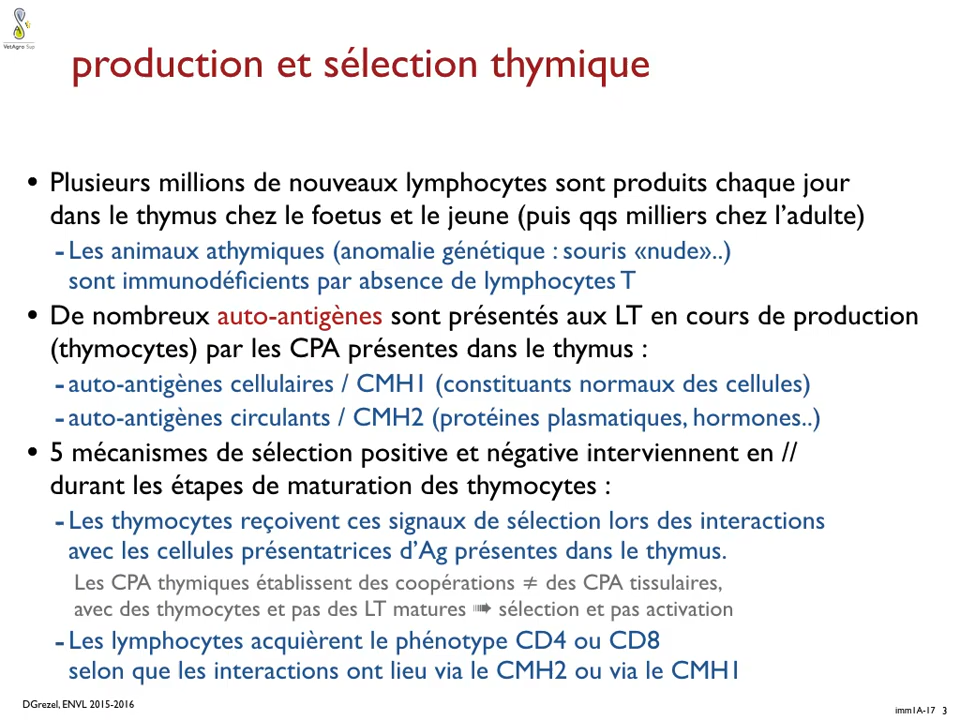 VetAgro Sup
production et sélection thymique
• Plusieurs millions de nouveaux lymphocytes sont produits chaque jour
dans le thymus chez le foetus et le jeune (puis qqs milliers chez l'adulte)
- Les animaux athymiques (anomalie génétique : souris «nude»..)
sont immunodéficients par absence de lymphocytes T
• De nombreux auto-antigènes sont présentés aux LT en cours de production
(thymocytes) par les CPA présentes dans le thymus :
- auto-antigènes cellulaires / CMH1 (constituants normaux des cellules)
- auto-antigènes circulants / CMH2 (protéines plasmatiques, hormones..)
• 5 mécanismes de sélection positive et négative interviennent en //
durant les étapes de maturation des thymocytes :
- Les thymocytes reçoivent ces signaux de sélection lors des interactions
avec les cellules présentatrices d'Ag présentes dans le thymus.
Les CPA thymiques établissent des coopérations ≠ des CPA tissulaires,
avec des thymocytes et pas des LT matures ➠ sélection et pas activation
- Les lymphocytes acquièrent le phénotype CD4 ou CD8
selon que les interactions ont lieu via le CMH2 ou via le CMH1
DGrezel, ENVL 2015-2016
imm1A-17 3